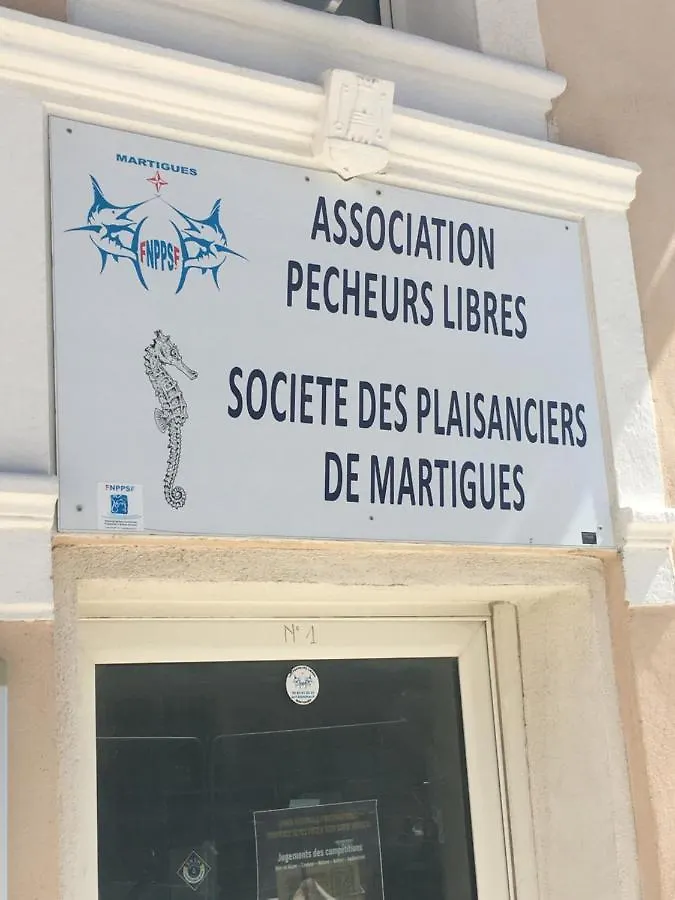 MARTIGUES
FNPPSF
ASSOCIATION
PECHEURS LIBRES
SOCIETE DES PLAISANCIERS
DE MARTIGUES
FNPPSF
N° 1
Jugements des compétitions